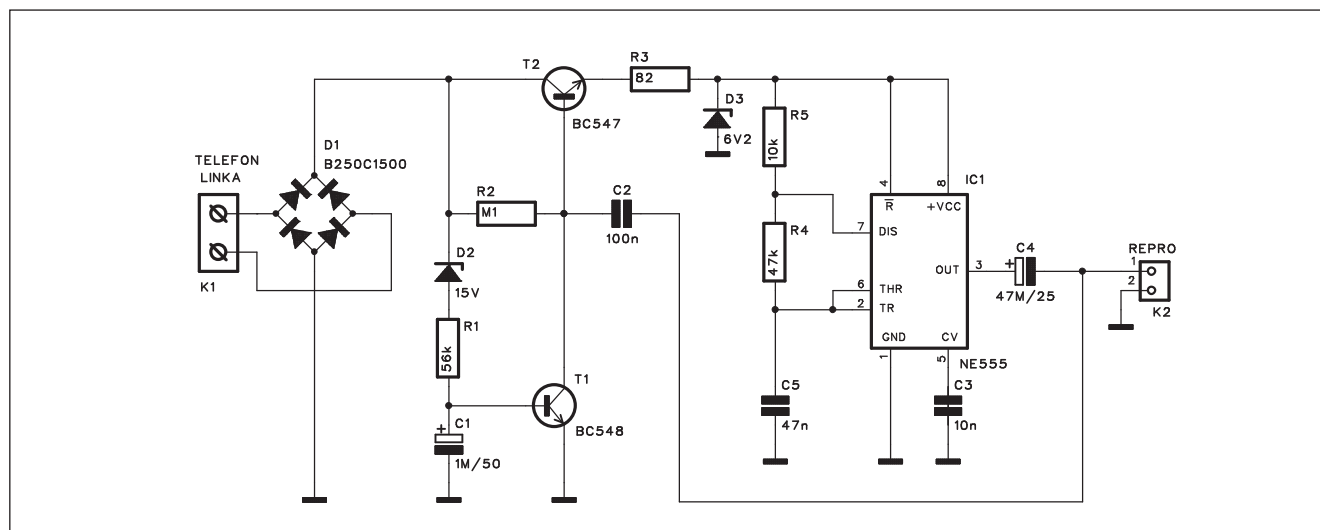 TELEFON
LINKA
K1
D1
B250C1500
R2
M1
D2
15V
R1
56k
C1
1M/50
T2
BC547
R3
82
C2
100n
T1
BC548
D3
6V2
R5
10k
R4
47k
C5
47n
IC1
4
8
R
+VCC
7
DIS
OUT
3
6
THR
2
TR
GND
CV
1
5
NE555
C3
10n
C4
+
47M/25
REPRO
1
2
K2
+